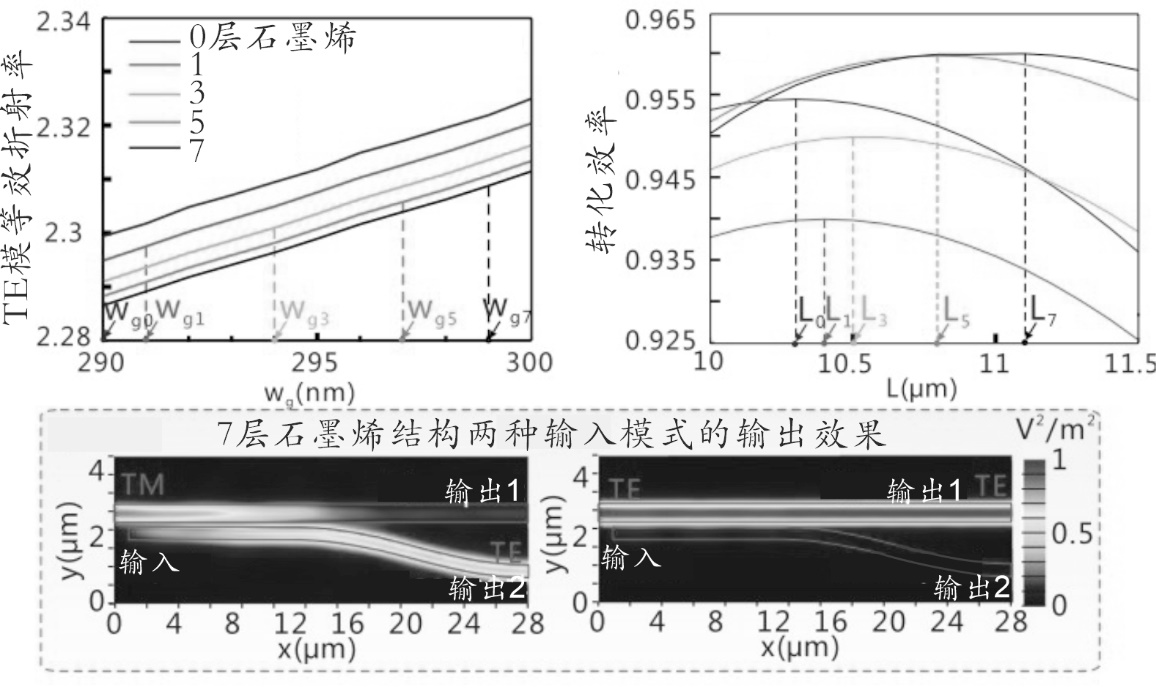 2.34
2.32
2.3
2.28
TE模等效折射率
0层石墨烯
1
3
5
7
Wg0
Wg1
Wg3
Wg5
Wg7
290
295
300
wg(nm)
0.965
0.955
0.945
0.935
0.925
转化效率
L0
L1
L3
L5
L7
10
10.5
11
11.5
L(μm)
7层石墨烯结构两种输入模式的输出效果
V²/m²
4
2
0
y(μm)
TM
输出1
TE
输入
输出2
0 4 8 12 16 20 24 28
x(μm)
4
2
0
y(μm)
TE
输出1
TE
输入
输出2
0 4 8 12 16 20 24 28
x(μm)
1
0.5
0